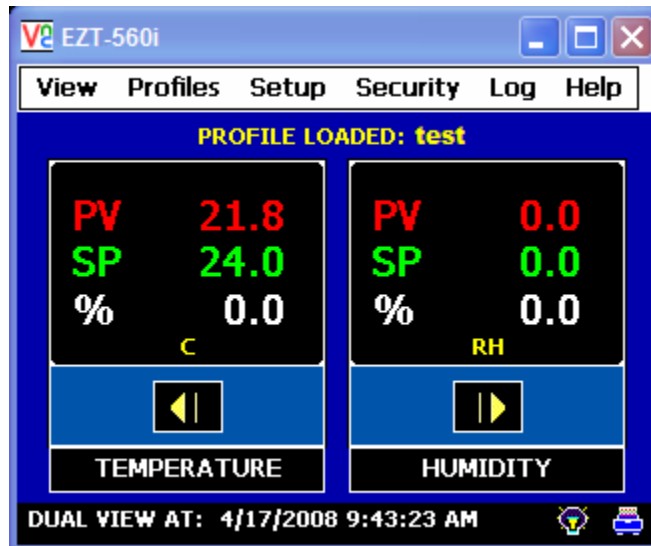 EZT-560i
View Profiles Setup Security Log Help
PROFILE LOADED: test
PV 21.8
SP 24.0
% 0.0
C
TEMPERATURE
PV 0.0
SP 0.0
% 0.0
RH
HUMIDITY
DUAL VIEW AT: 4/17/2008 9:43:23 AM